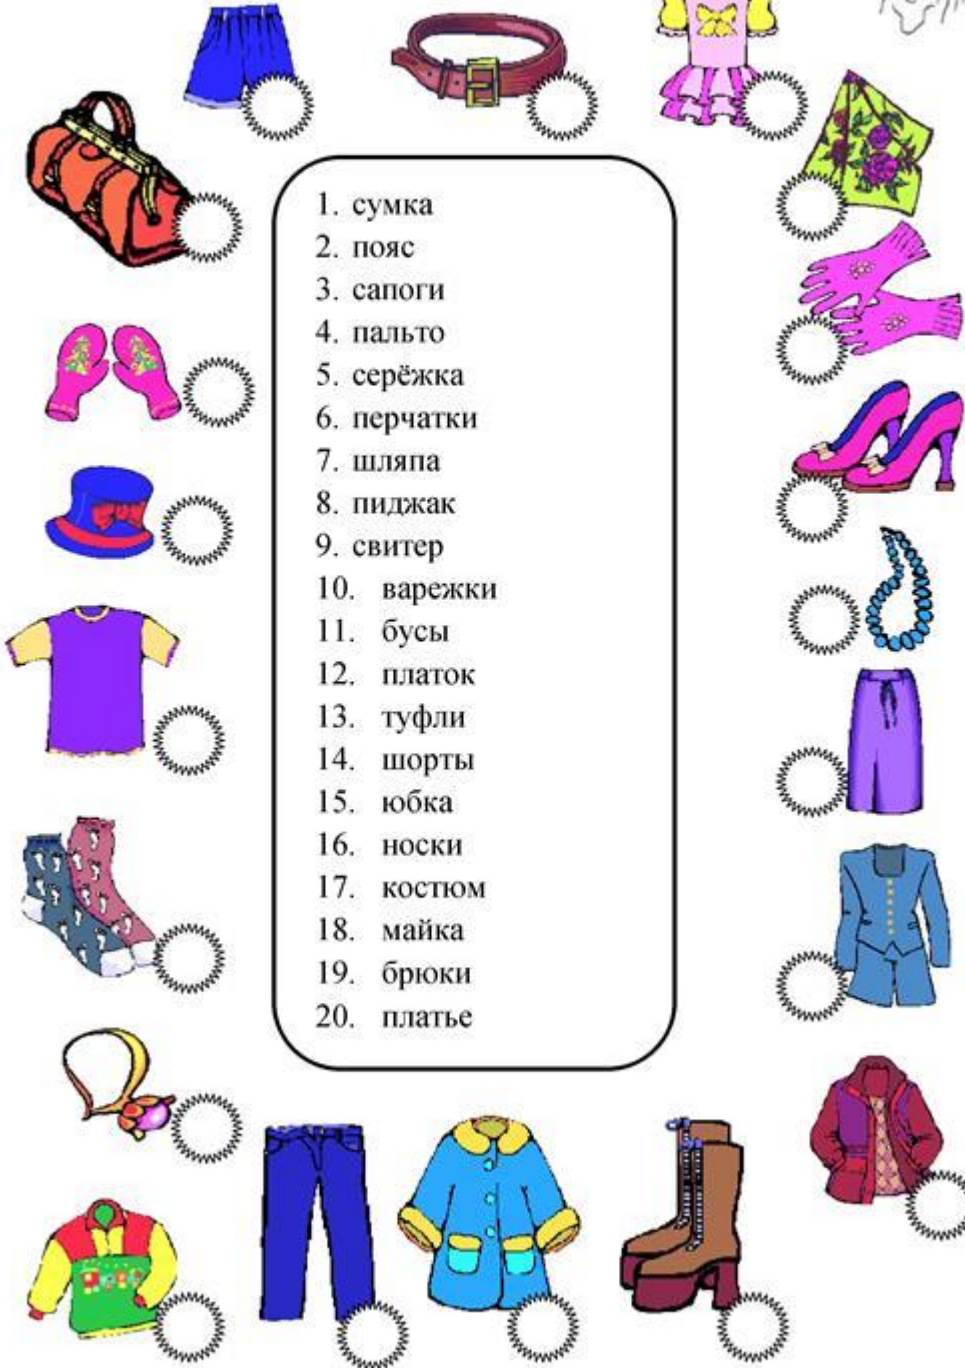 1. сумка
2. пояс
3. сапоги
4. пальто
5. серёжка
6. перчатки
7. шляпа
8. пиджак
9. свитер
10. варежки
11. бусы
12. платок
13. туфли
14. шорты
15. юбка
16. носки
17. костюм
18. майка
19. брюки
20. платье